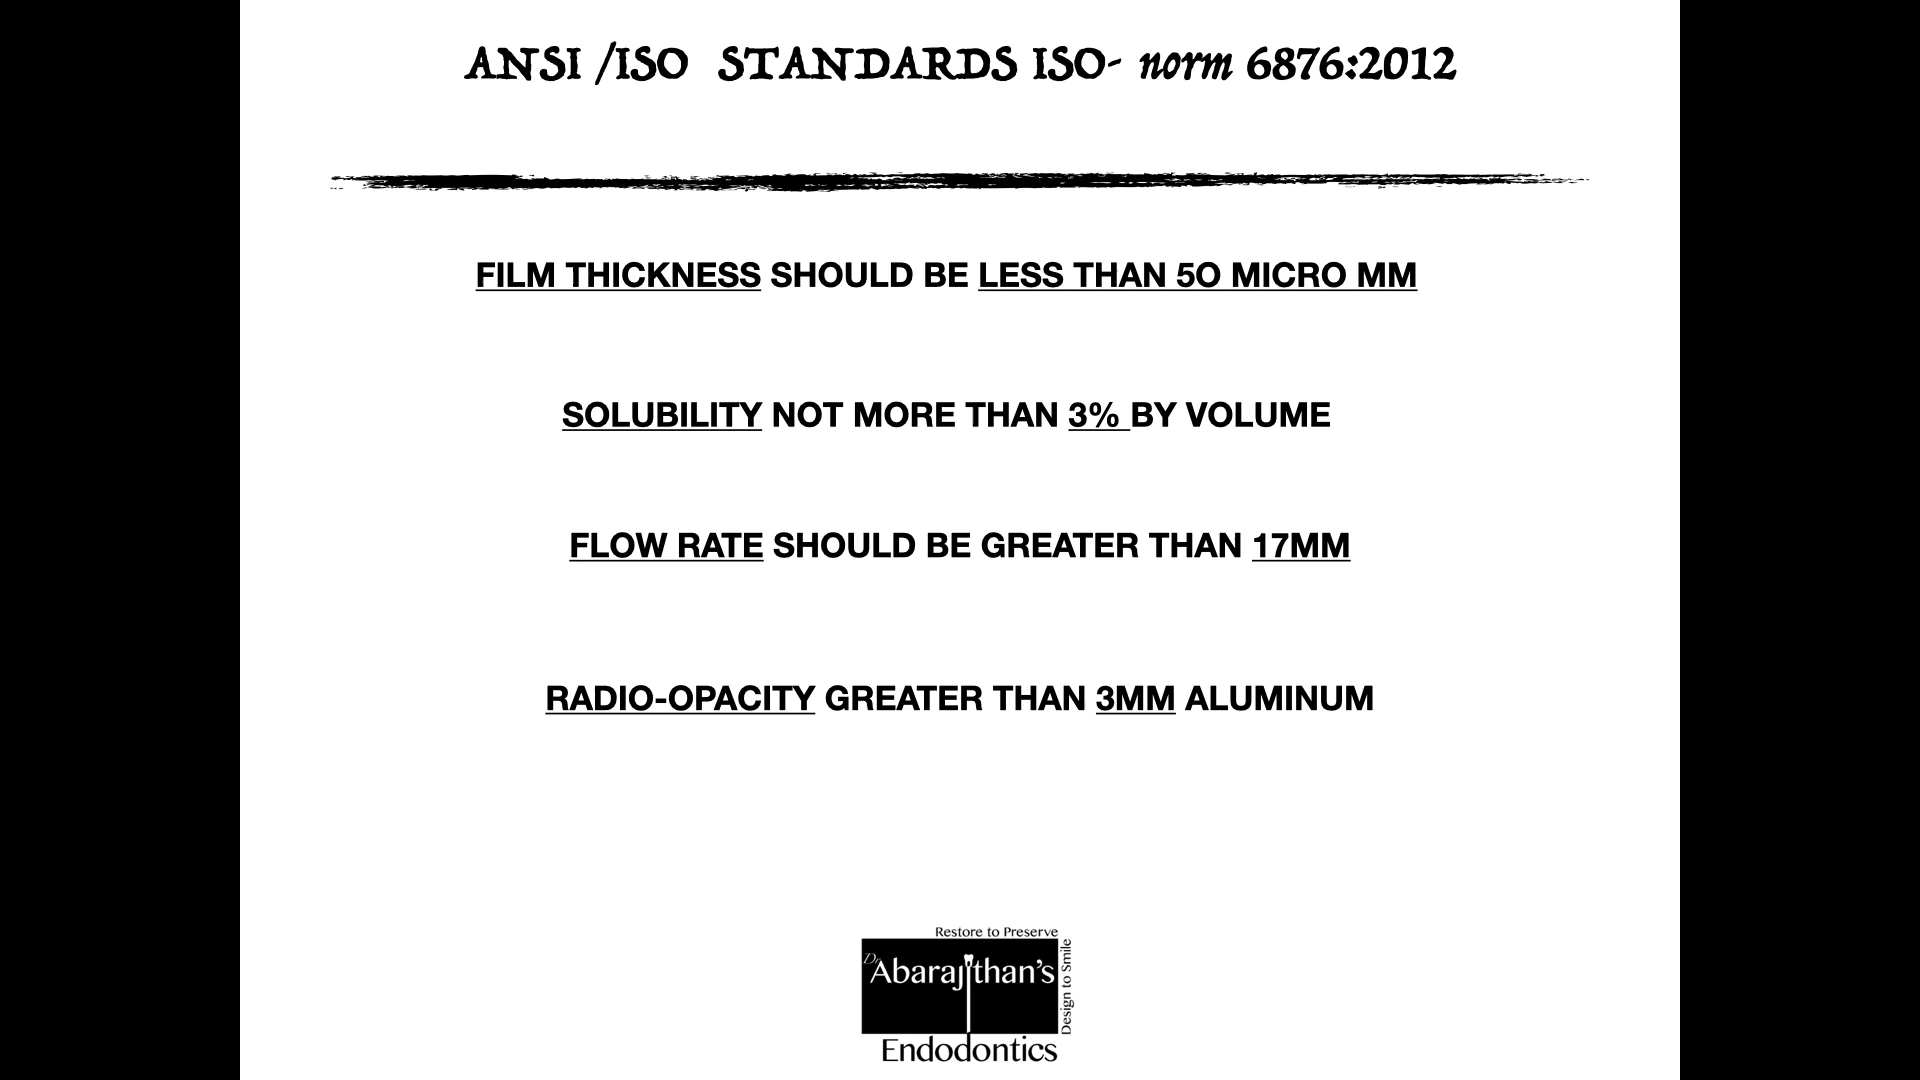 ANSI /ISO STANDARDS ISO- norm 6876:2012
FILM THICKNESS SHOULD BE LESS THAN 5O MICRO MM
SOLUBILITY NOT MORE THAN 3% BY VOLUME
FLOW RATE SHOULD BE GREATER THAN 17MM
RADIO-OPACITY GREATER THAN 3MM ALUMINUM
Restore to Preserve
Dr
Abarajithan's
Design to Smile
Endodontics